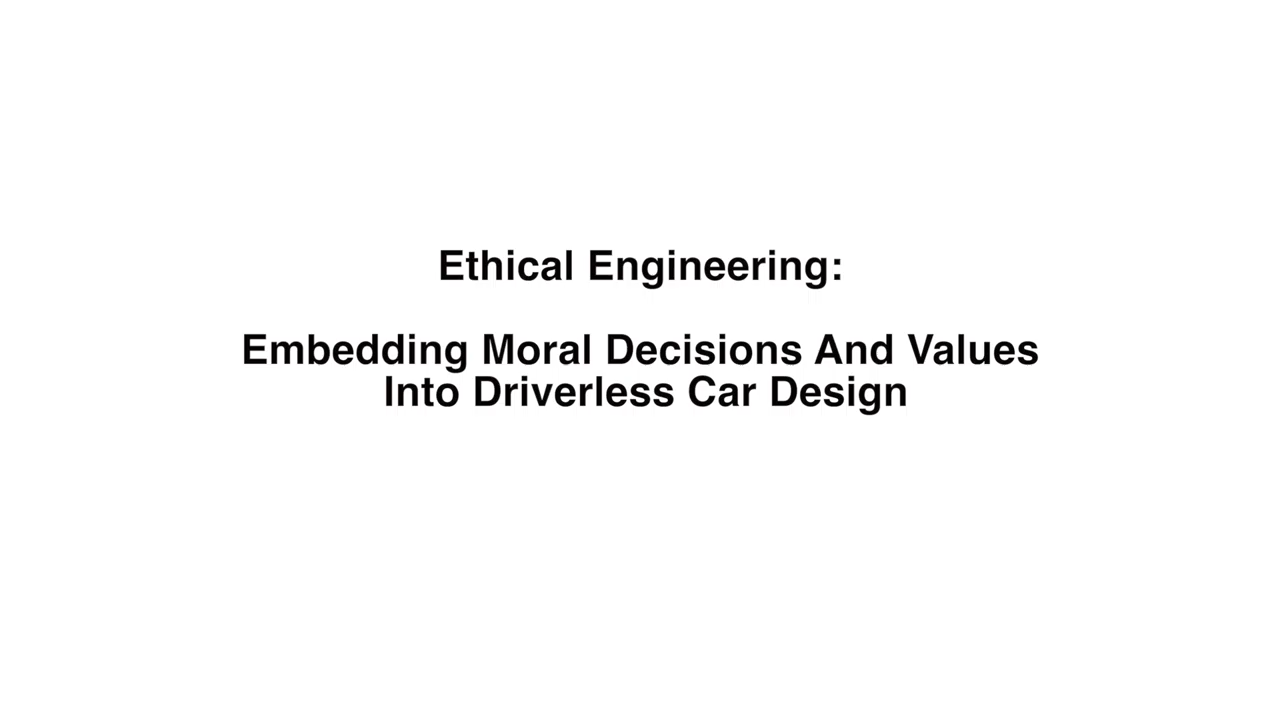 Ethical Engineering:
Embedding Moral Decisions And Values
Into Driverless Car Design